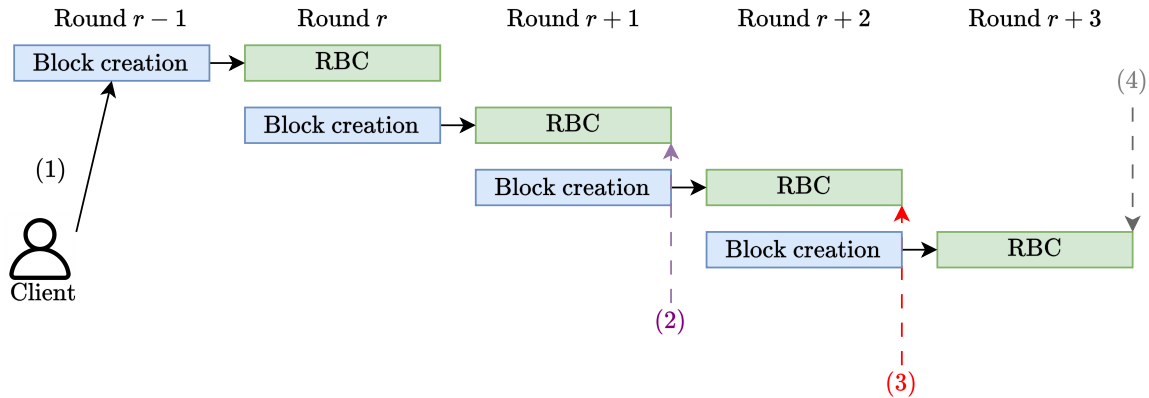 Round r − 1 Round r Round r + 1 Round r + 2 Round r + 3
Block creation RBC
(4)
Block creation RBC
(1)
Block creation RBC
Block creation RBC
Client
(2)
(3)